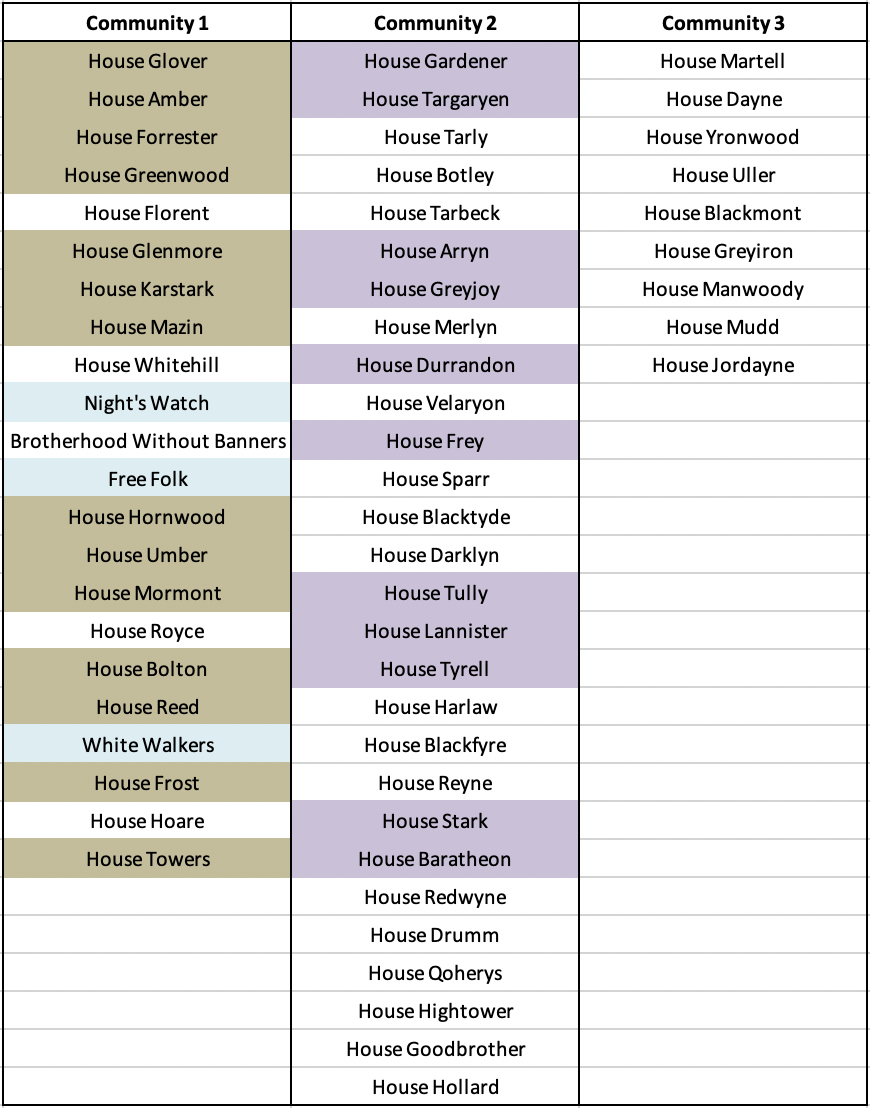 Community 1 Community 2 Community 3
House Glover House Gardener House Martell
House Amber House Targaryen House Dayne
House Forrester House Tarly House Yronwood
House Greenwood House Botley House Uller
House Florent House Tarbeck House Blackmont
House Glenmore House Arryn House Greyiron
House Karstark House Greyjoy House Manwoody
House Mazin House Merlyn House Mudd
House Whitehill House Durrandon House Jordayne
Night's Watch House Velaryon
Brotherhood Without Banners House Frey
Free Folk House Sparr
House Hornwood House Blacktyde
House Umber House Darklyn
House Mormont House Tully
House Royce House Lannister
House Bolton House Tyrell
House Reed House Harlaw
White Walkers House Blackfyre
House Frost House Reyne
House Hoare House Stark
House Towers House Baratheon
House Redwyne
House Drumm
House Qoherys
House Hightower
House Goodbrother
House Hollard